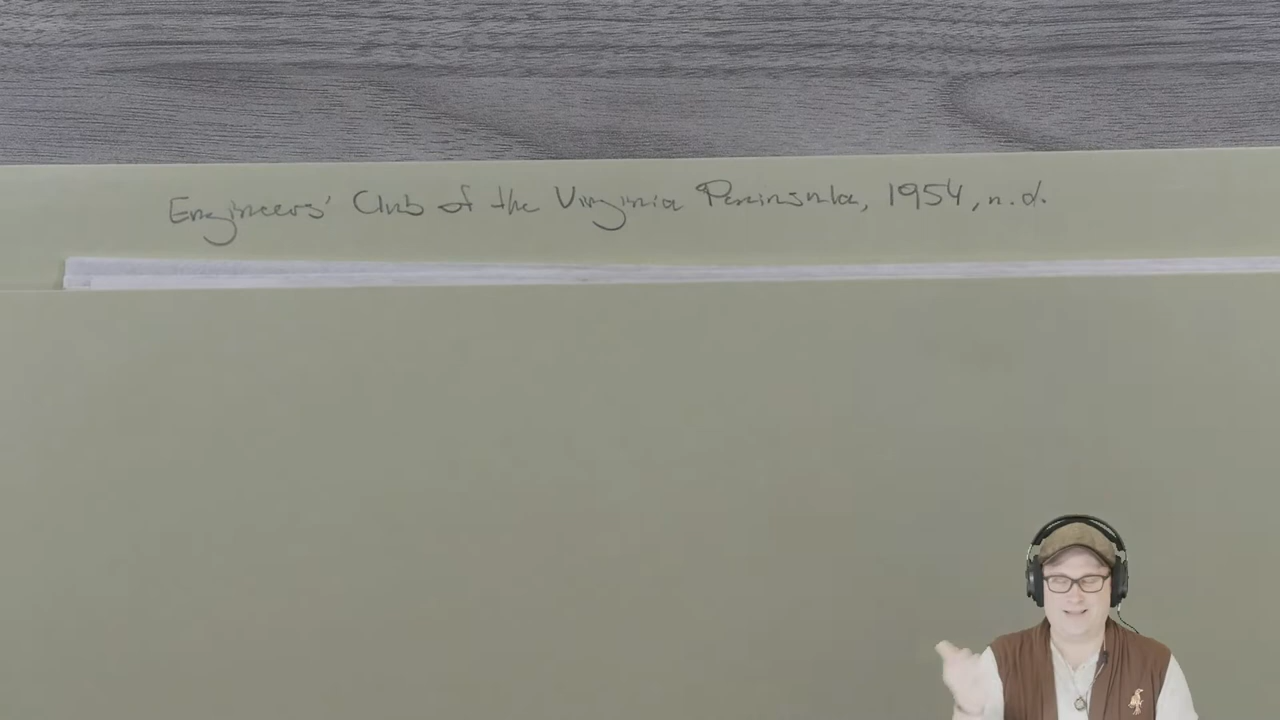 Engineers' Club of the Virginia Peninsula, 1954, n.d.